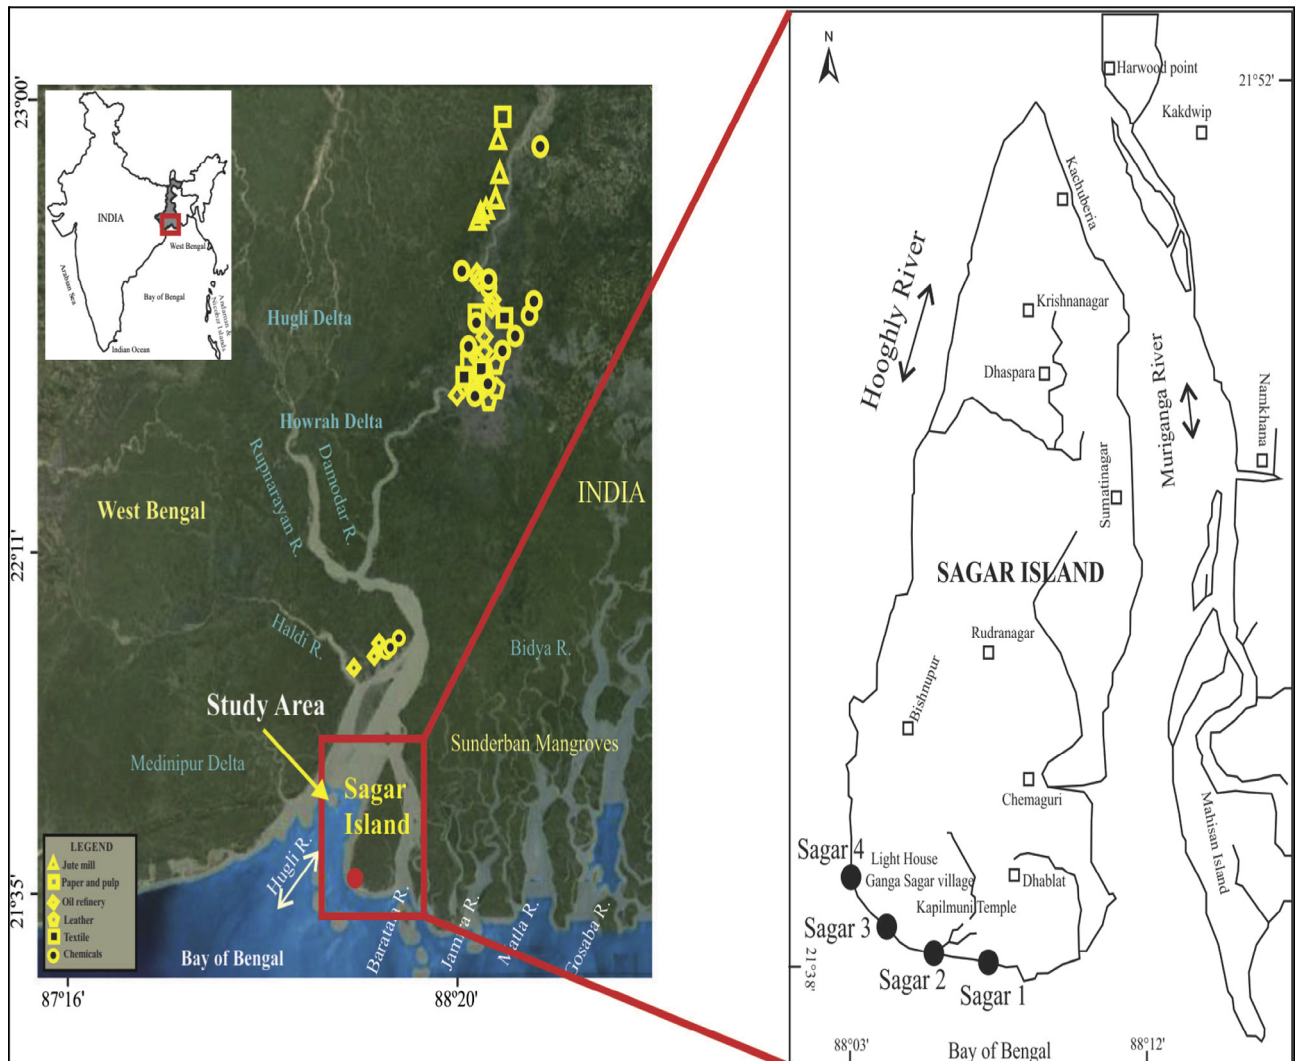 23°00'
22°11'
21°35'
87°16'
88°20'
INDIA
West Bengal
Arabian Sea
Bay of Bengal
Andaman &
Nicobar Islands
Indian Ocean
Hugli Delta
Howrah Delta
Rupnarayan R.
Damodar R.
West Bengal
INDIA
Haldi R.
Bidya R.
Study Area
Medinipur Delta
Sunderban Mangroves
Sagar
Island
Hugli R.
Baratala R.
Jamira R.
Matla R.
Gosaba R.
Bay of Bengal
LEGEND
Jute mill
Paper and pulp
Oil refinery
Leather
Textile
Chemicals
N
Harwood point
21°52'
Kakdwip
Kachuberia
Hooghly River
Krishnanagar
Dhaspara
Muriganga River
Namkhana
Sumatinagar
SAGAR ISLAND
Rudranagar
Bishnupur
Chemaguri
Mahisan Island
Sagar 4
Light House
Ganga Sagar village
Dhablat
Kapilmuni Temple
Sagar 3
Sagar 2
Sagar 1
21°38'
88°03'
88°12'
Bay of Bengal